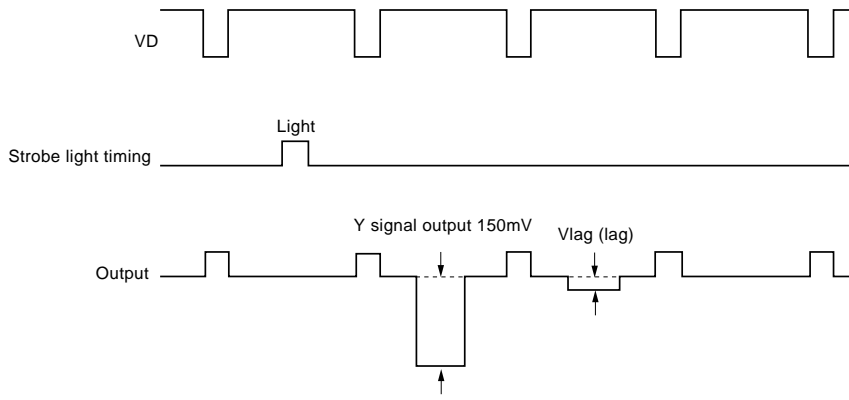 VD
Light
Strobe light timing
Y signal output 150mV
Vlag (lag)
Output